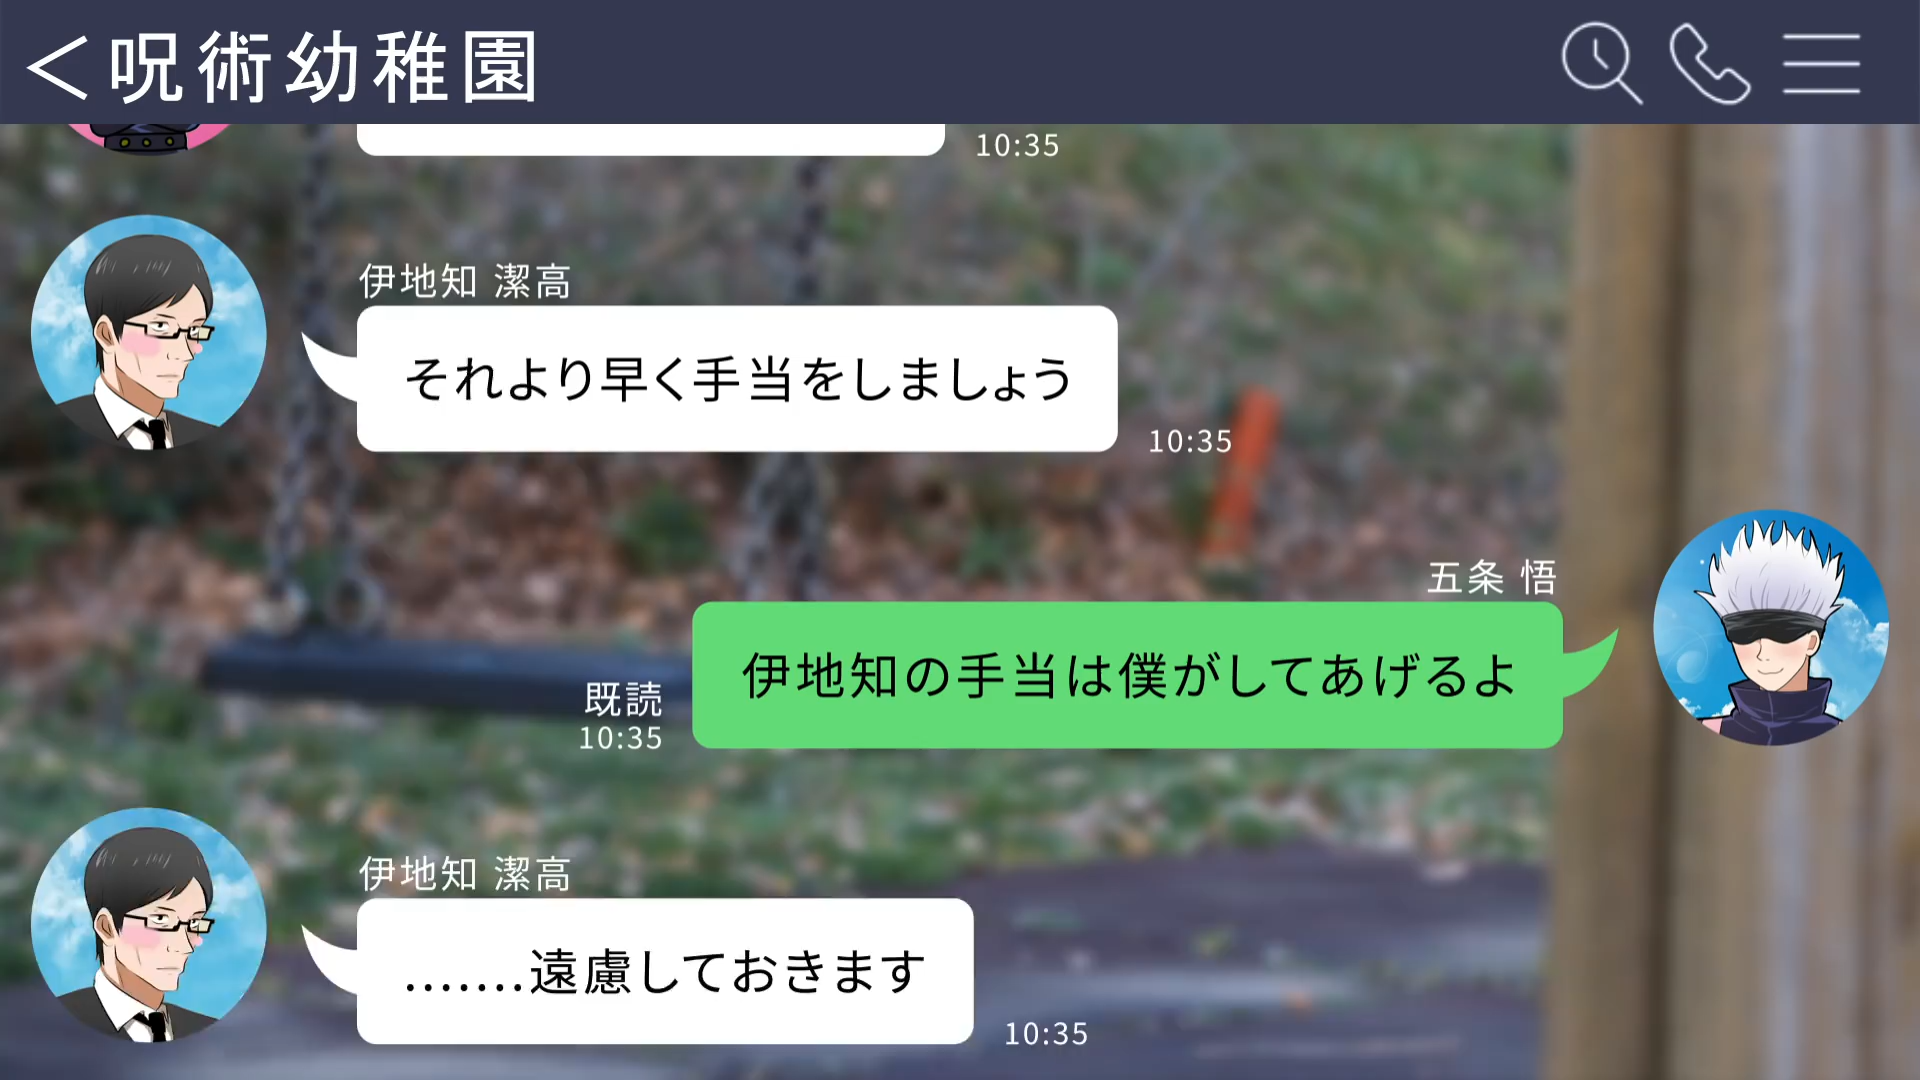 <呪術幼稚園
10:35
伊地知 潔高
それより早く手当をしましょう
10:35
五条 悟
伊地知の手当は僕がしてあげるよ
既読
10:35
伊地知 潔高
.......遠慮しておきます
10:35